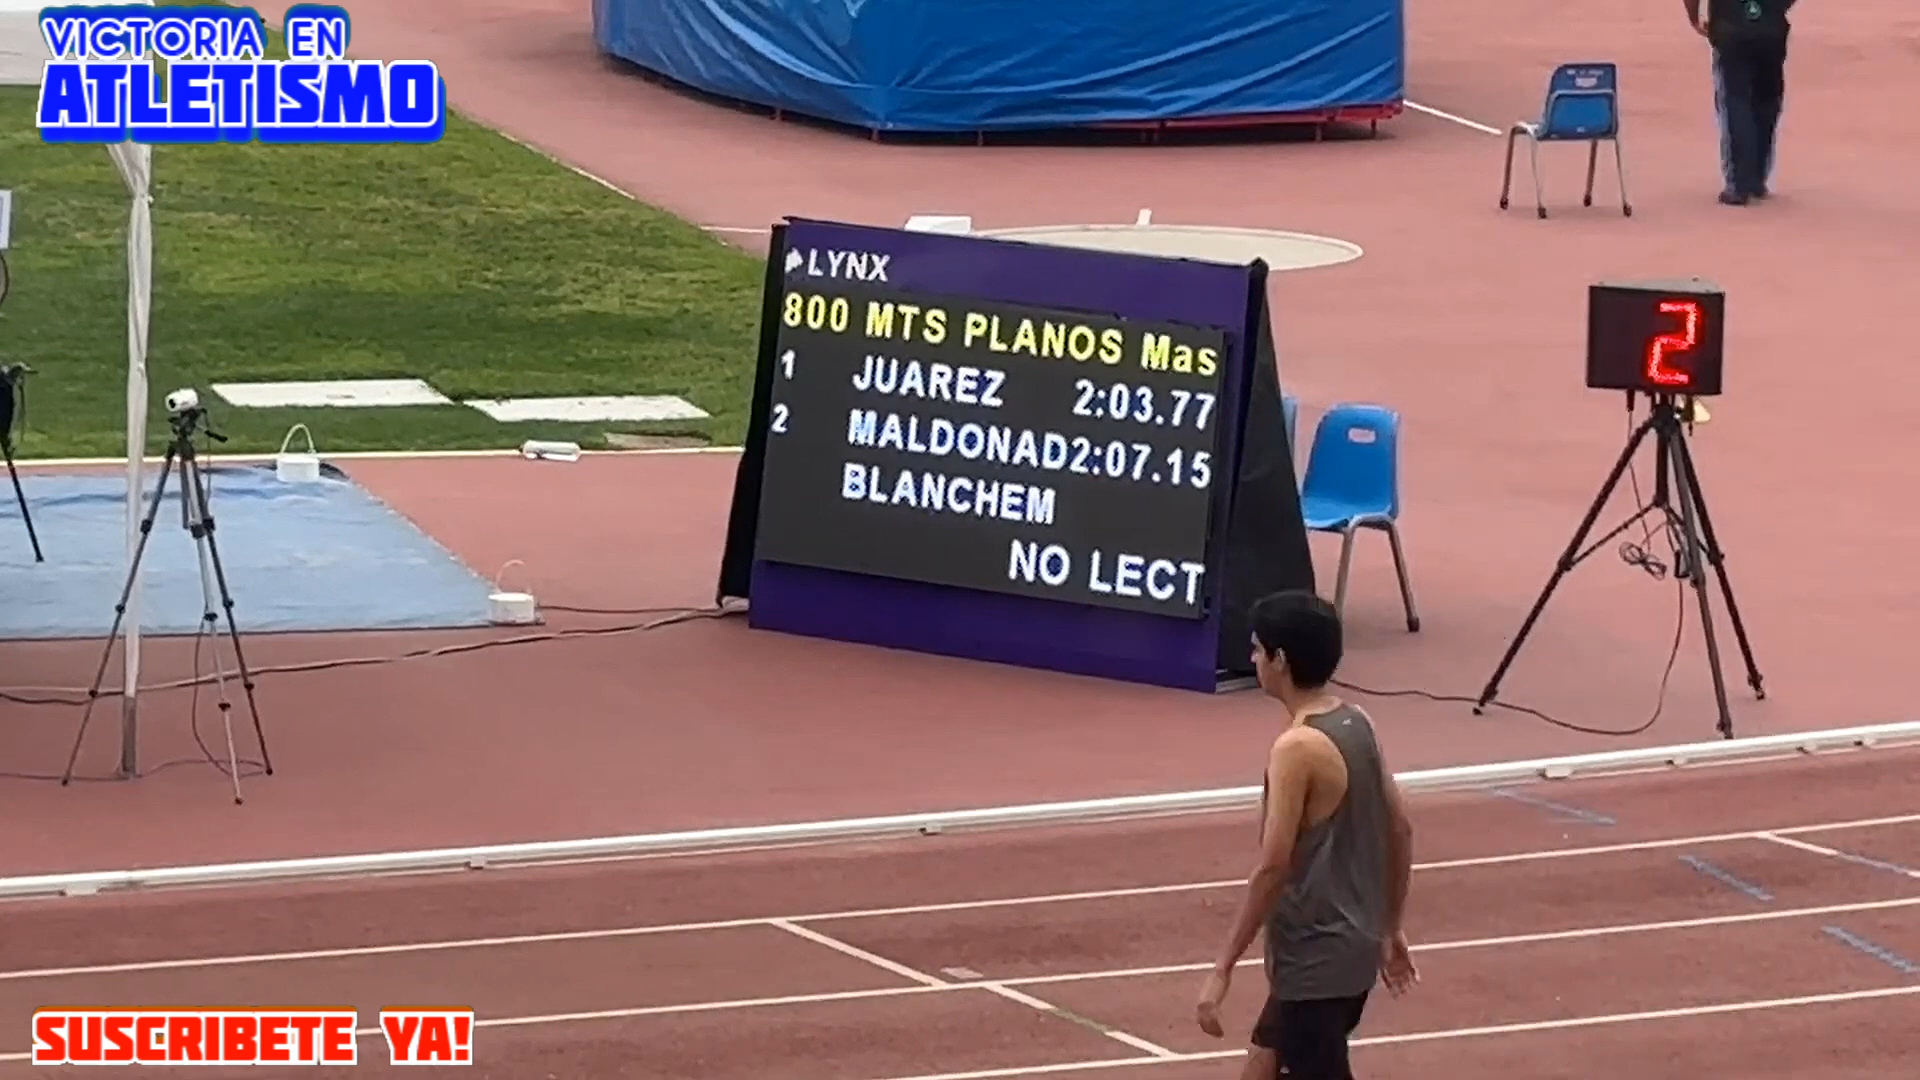 VICTORIA EN
ATLETISMO
LYNX
800 MTS PLANOS Mas
1 JUAREZ 2:03.77
2 MALDONAD2:07.15
BLANCHEM
NO LECT
2
SUSCRIBETE YA!